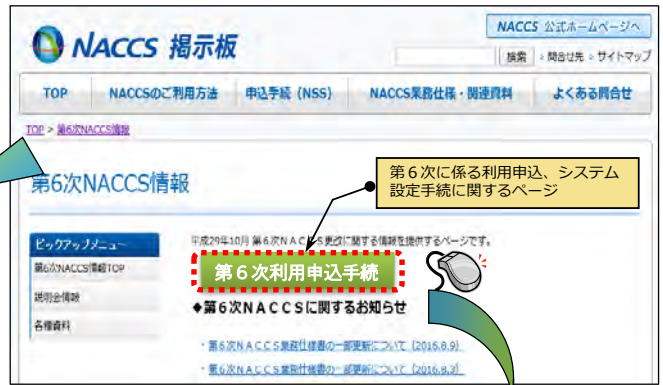 NACCS 公式ホームページへ
NACCS 掲示板
検索 › 問合せ先 › サイトマップ
TOP NACCSのご利用方法 申込手続（NSS） NACCS業務仕様・関連資料 よくある問合せ
TOP > 第6次NACCS情報
第6次NACCS情報
第６次に係る利用申込、システム
設定手続に関するページ
ピックアップメニュー
平成29年10月 第６次ＮＡＣＣＳ更改に関する情報を提供するページです。
第6次NACCS情報TOP
第６次利用申込手続
説明会情報
◆第６次ＮＡＣＣＳに関するお知らせ
各種資料
・第６次ＮＡＣＣＳ業務仕様書の一部更新について（2016.8.9）
・第６次ＮＡＣＣＳ業務仕様書の一部更新について（2016.8.3）